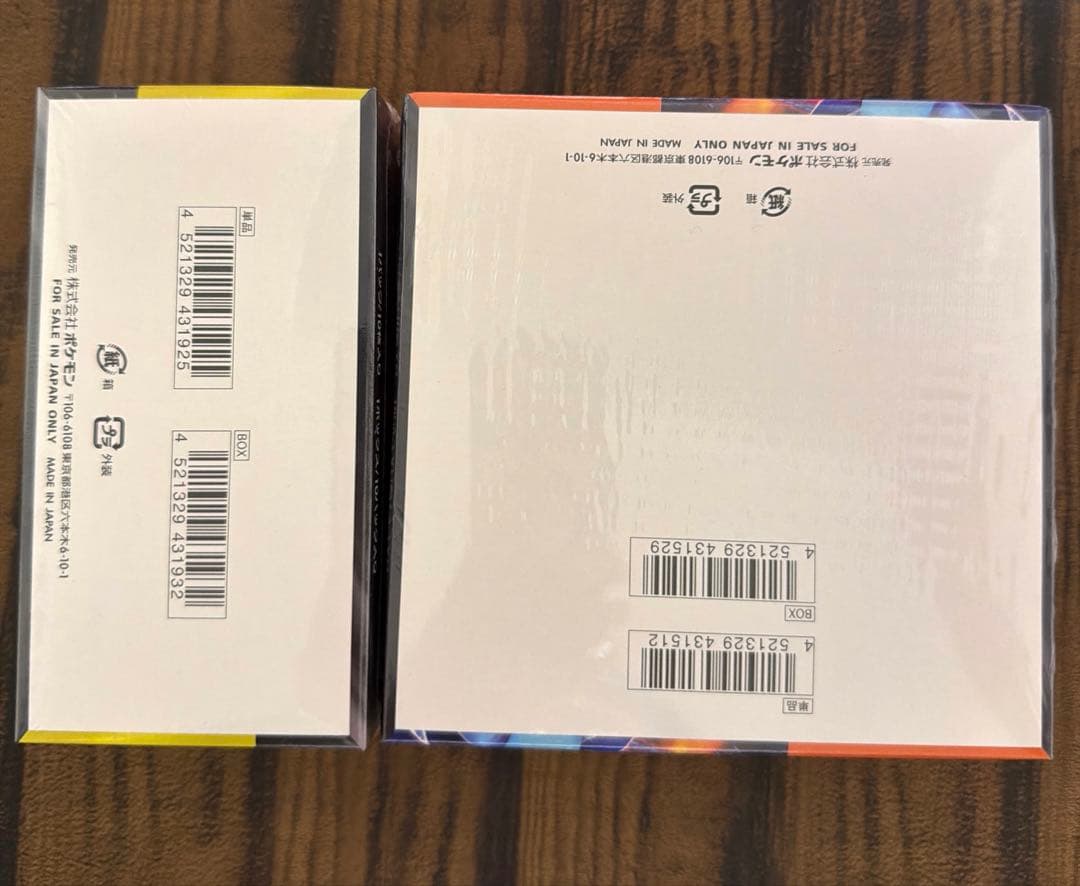 単品
4 521329 431925
BOX
4 521329 431932
紙 箱
プラ 外装
発売元 株式会社ポケモン 〒106-6108 東京都港区六本木6-10-1
FOR SALE IN JAPAN ONLY MADE IN JAPAN
FOR SALE IN JAPAN ONLY MADE IN JAPAN
発売元 株式会社ポケモン 〒106-6108 東京都港区六本木6-10-1
紙 箱
プラ 外装
4 521329 431529
BOX
4 521329 431512
単品